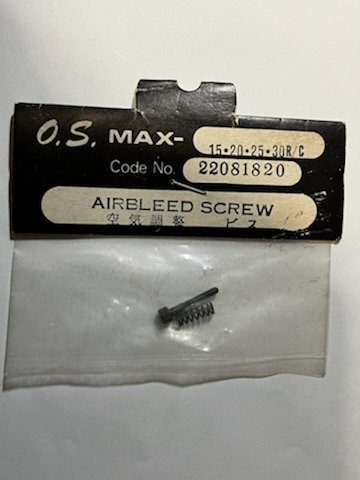 O.S. MAX-
15•20•25•30R/C
Code No. 22081820
AIRBLEED SCREW
空気調整 ビス